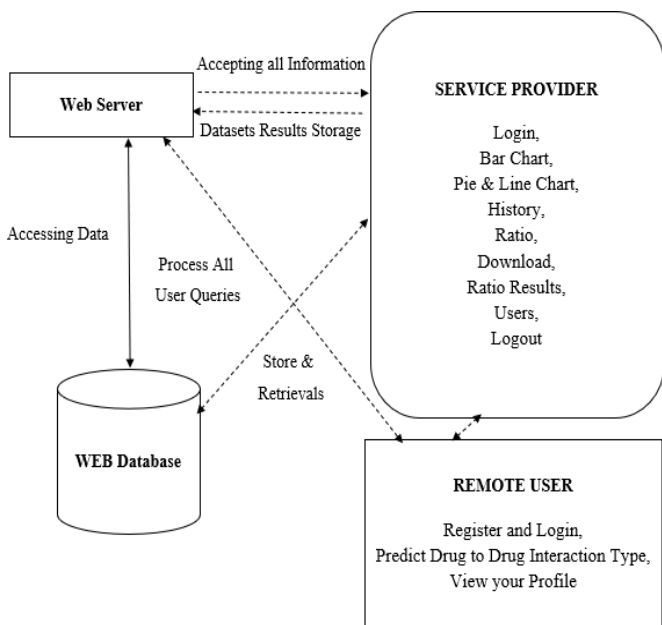 Accepting all Information
Web Server
Datasets Results Storage
SERVICE PROVIDER
Login,
Bar Chart,
Pie & Line Chart,
History,
Ratio,
Download,
Ratio Results,
Users,
Logout
Accessing Data
Process All
User Queries
Store &
Retrievals
WEB Database
REMOTE USER
Register and Login,
Predict Drug to Drug Interaction Type,
View your Profile